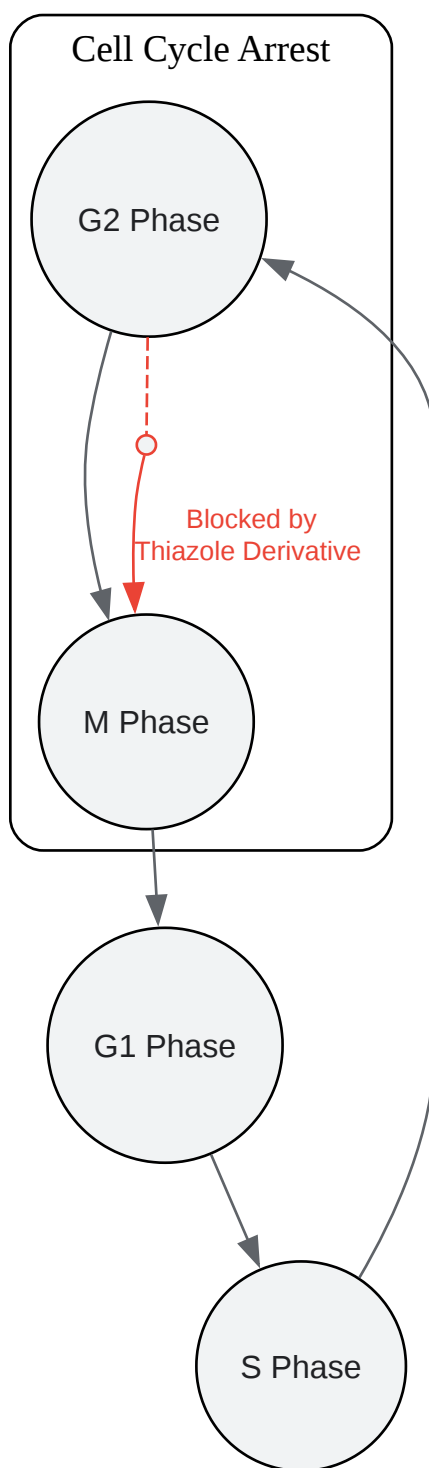 Cell Cycle Arrest
G2 Phase
Blocked by
Thiazole Derivative
M Phase
G1 Phase
S Phase